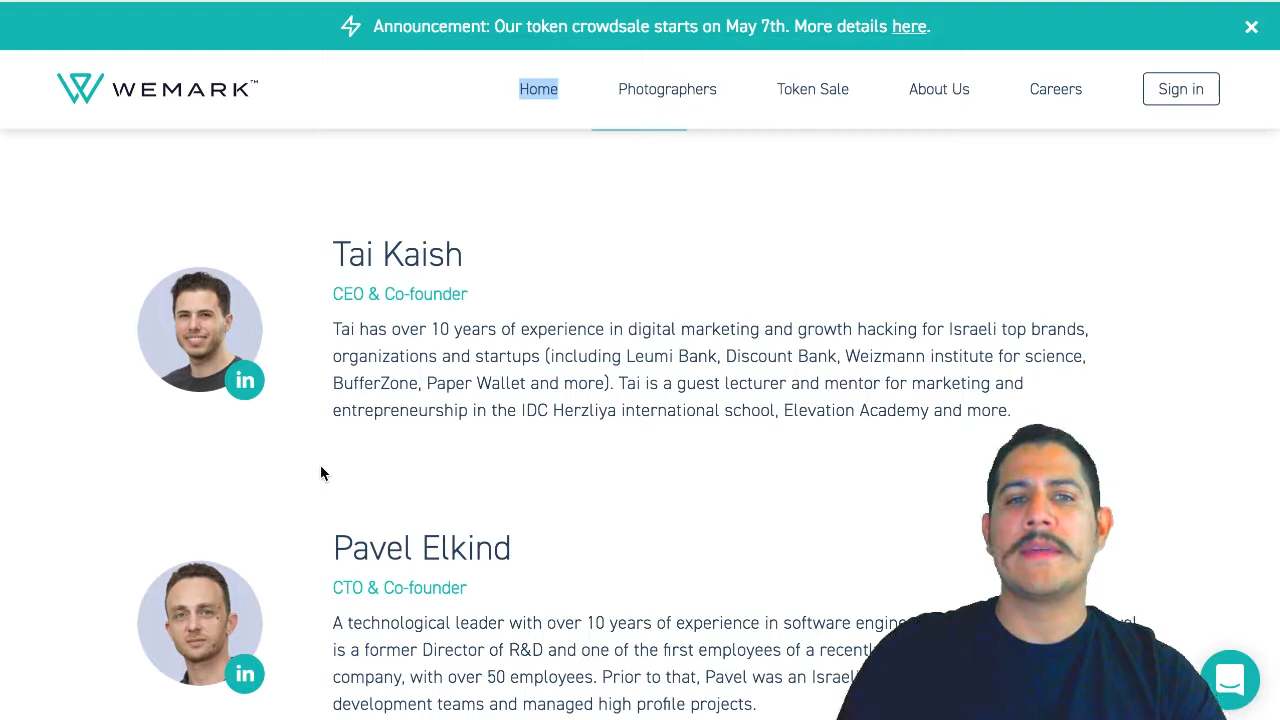 Announcement: Our token crowdsale starts on May 7th. More details here.
WEMARK™
Home
Photographers
Token Sale
About Us
Careers
Sign in
Tai Kaish
CEO & Co-founder
Tai has over 10 years of experience in digital marketing and growth hacking for Israeli top brands,
organizations and startups (including Leumi Bank, Discount Bank, Weizmann institute for science,
BufferZone, Paper Wallet and more). Tai is a guest lecturer and mentor for marketing and
entrepreneurship in the IDC Herzliya international school, Elevation Academy and more.
in
Pavel Elkind
CTO & Co-founder
A technological leader with over 10 years of experience in software
is a former Director of R&D and one of the first employees of a
company, with over 50 employees. Prior to that, Pavel was an
development teams and managed high profile projects.
in